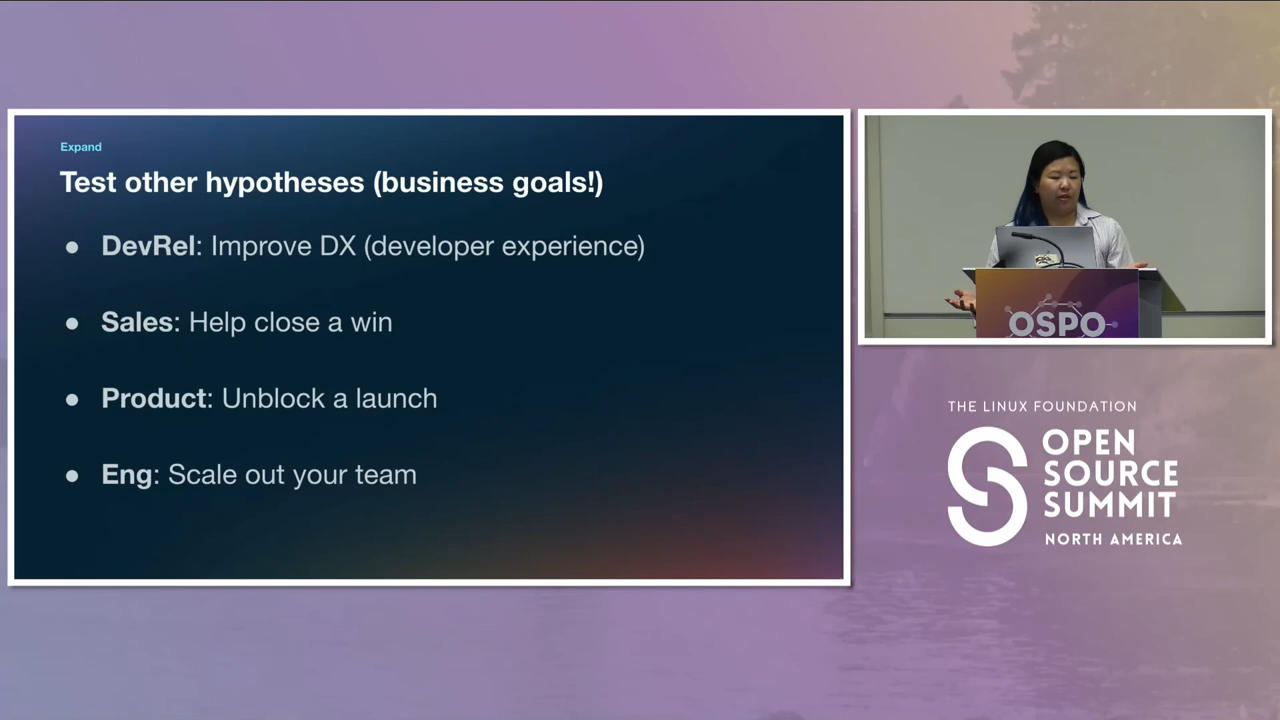 Expand
Test other hypotheses (business goals!)
● DevRel: Improve DX (developer experience)
● Sales: Help close a win
● Product: Unblock a launch
● Eng: Scale out your team
OSPO
THE LINUX FOUNDATION
OPEN
SOURCE
SUMMIT
NORTH AMERICA